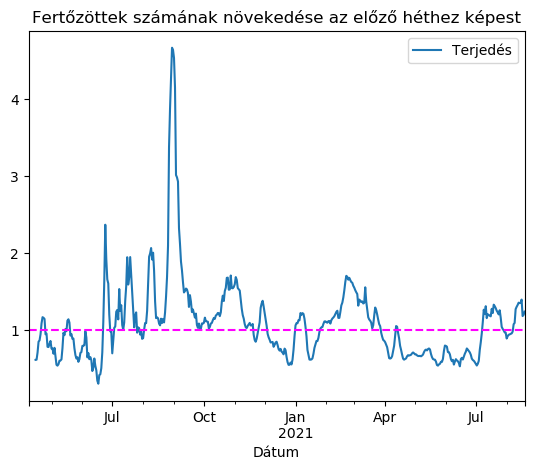 Fertőzöttek számának növekedése az előző héthez képest
Terjedés
4
3
2
1
Jul
Oct
Jan
2021
Apr
Jul
Dátum